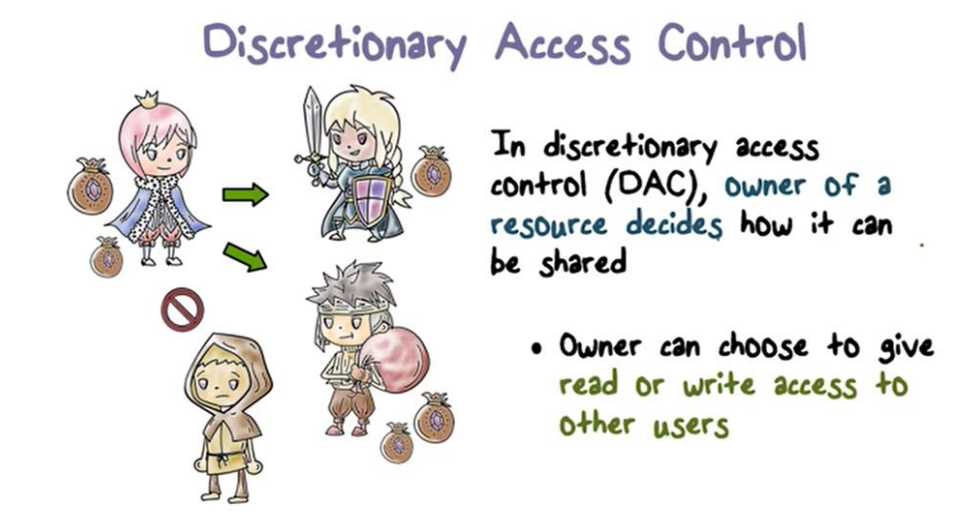 Discretionary Access Control
In discretionary access
control (DAC), owner of a
resource decides how it can
be shared
• Owner can choose to give
read or write access to
other users